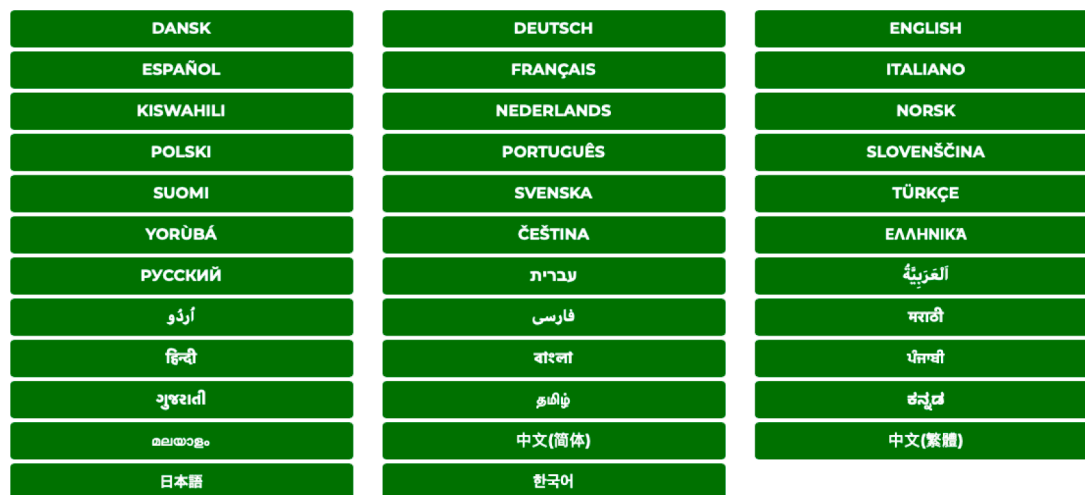 DANSK
DEUTSCH
ENGLISH
ESPAÑOL
FRANÇAIS
ITALIANO
KISWAHILI
NEDERLANDS
NORSK
POLSKI
PORTUGUÊS
SLOVENŠČINA
SUOMI
SVENSKA
TÜRKÇE
YORÙBÁ
ČEŠTINA
ΕΛΛΗΝΙΚΆ
РУССКИЙ
עברית
اَلْعَرَبِيَّةُ
اُردُو
فارسی
मराठी
हिन्दी
বাংলা
ਪੰਜਾਬੀ
ગુજરાતી
தமிழ்
ಕನ್ನಡ
മലയാളം
中文(简体)
中文(繁體)
日本語
한국어